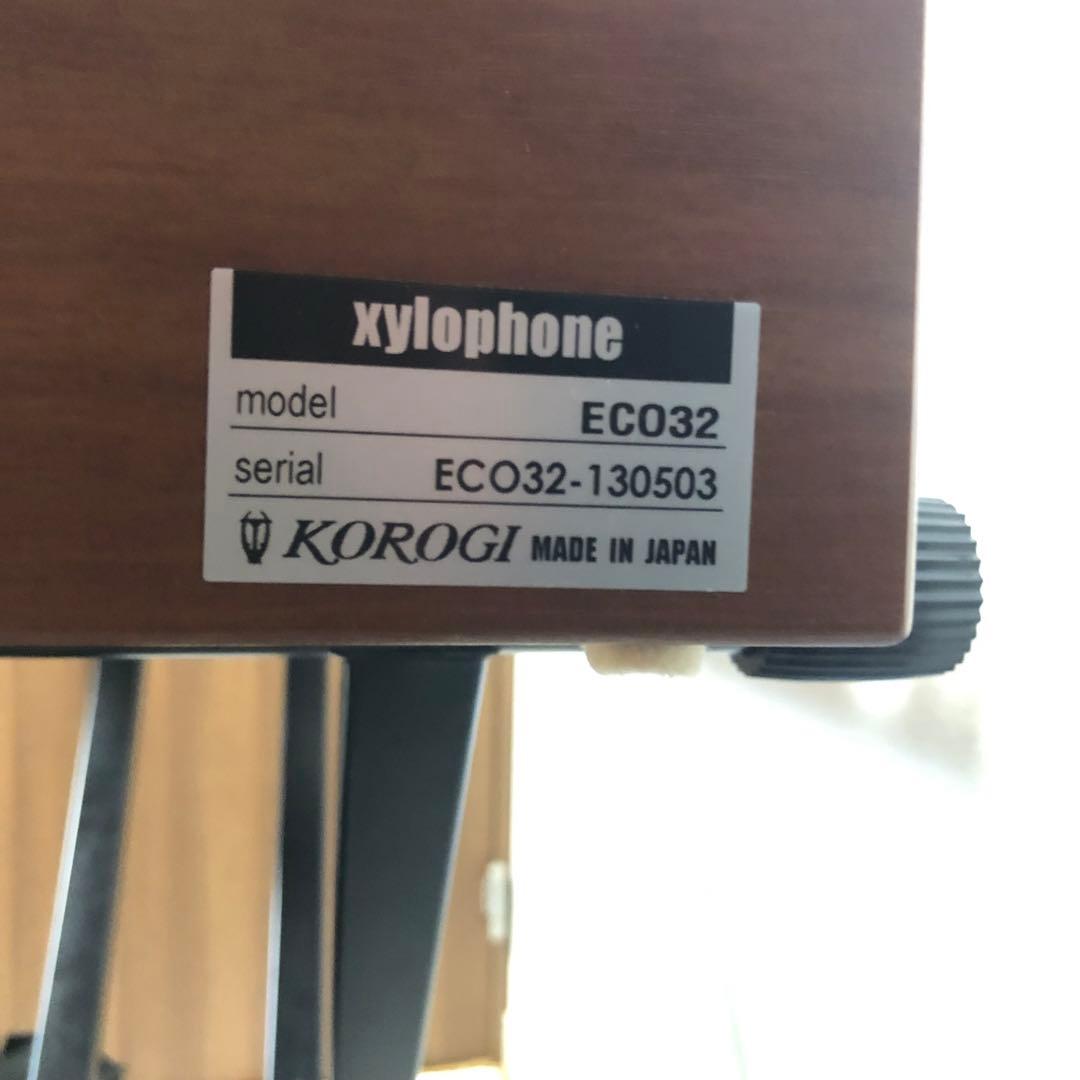 xylophone
model ECO32
serial ECO32-130503
KOROGI MADE IN JAPAN